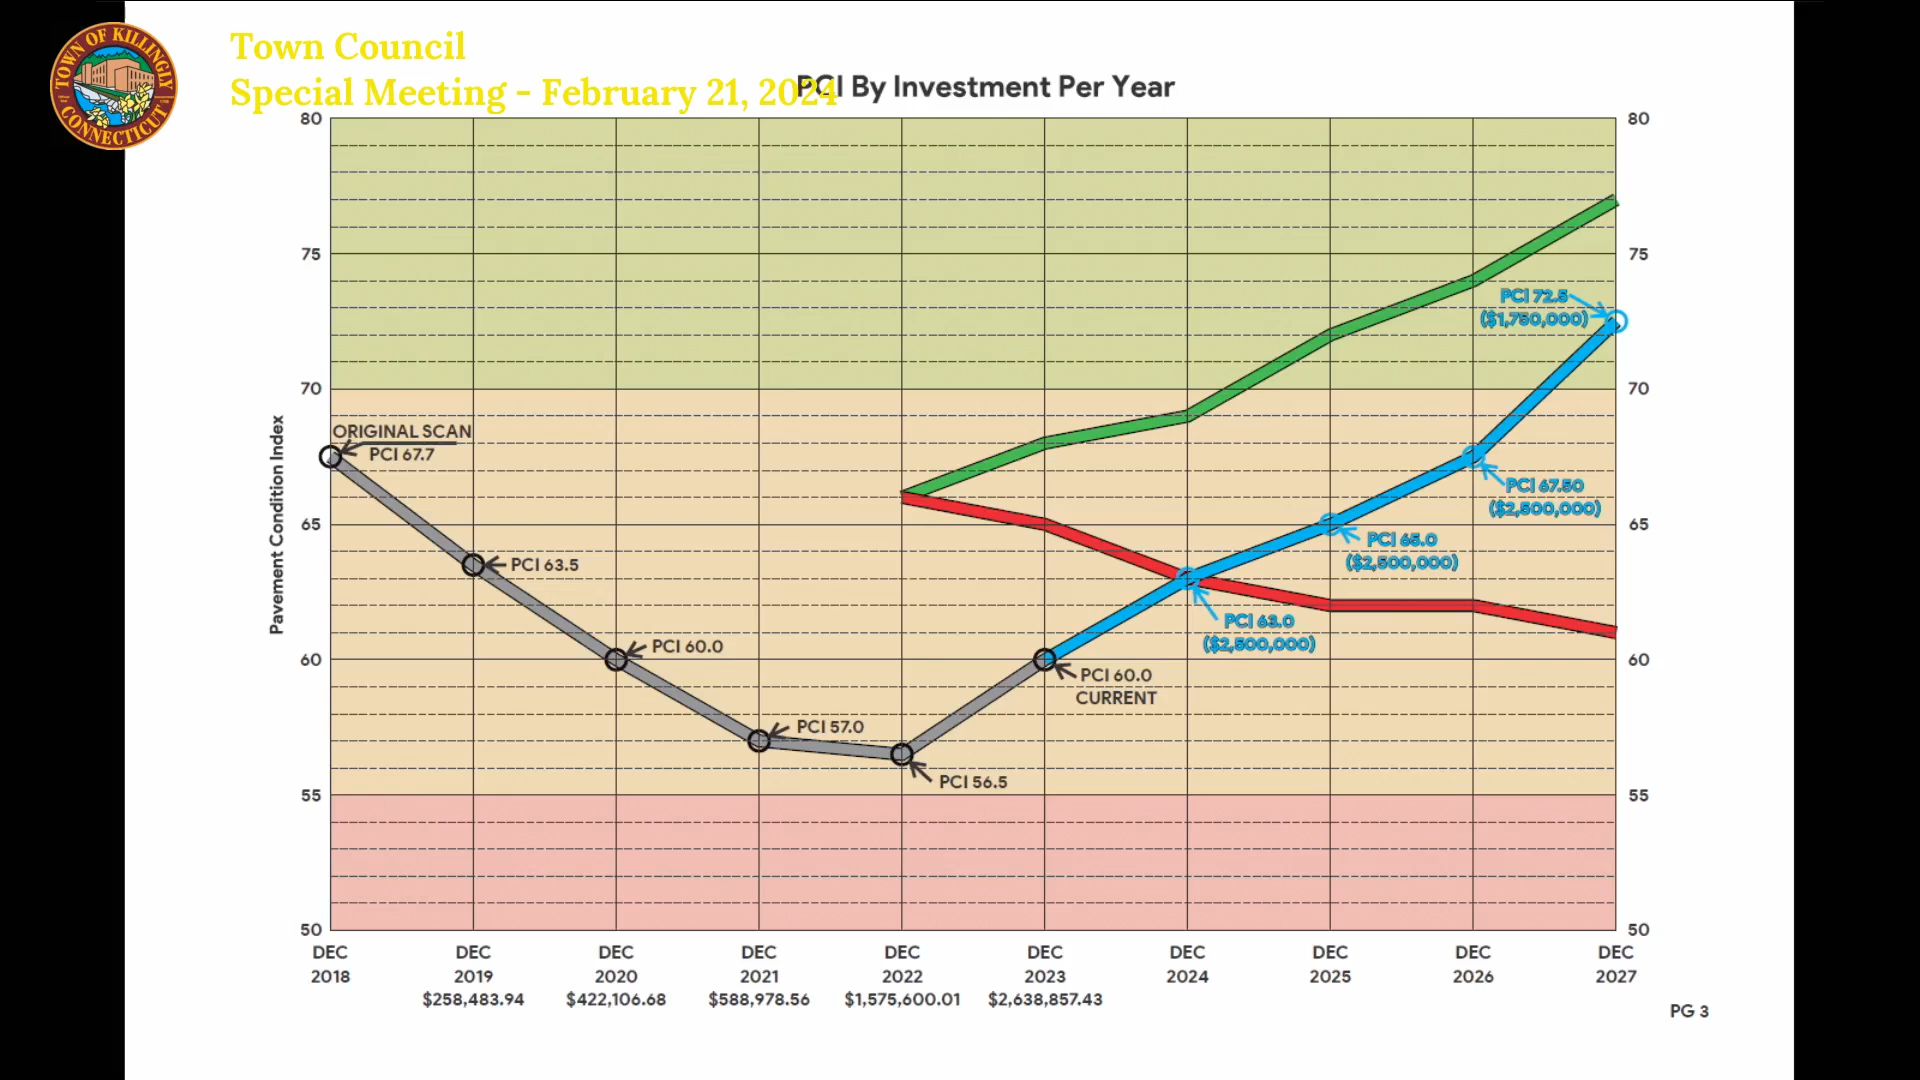 TOWN OF KILLINGLY
CONNECTICUT
Town Council
Special Meeting - February 21, 2024
PCI By Investment Per Year
80
80
75
75
PCI 72.5
($1,750,000)
70
70
ORIGINAL SCAN
PCI 67.7
Pavement Condition Index
PCI 67.50
($2,500,000)
65
65
PCI 65.0
($2,500,000)
PCI 63.5
PCI 63.0
($2,500,000)
PCI 60.0
60
60
PCI 60.0
CURRENT
PCI 57.0
PCI 56.5
55
55
50
50
DEC DEC DEC DEC DEC DEC DEC DEC DEC DEC
2018 2019 2020 2021 2022 2023 2024 2025 2026 2027
$258,483.94 $422,106.68 $588,978.56 $1,575,600.01 $2,638,857.43
PG 3